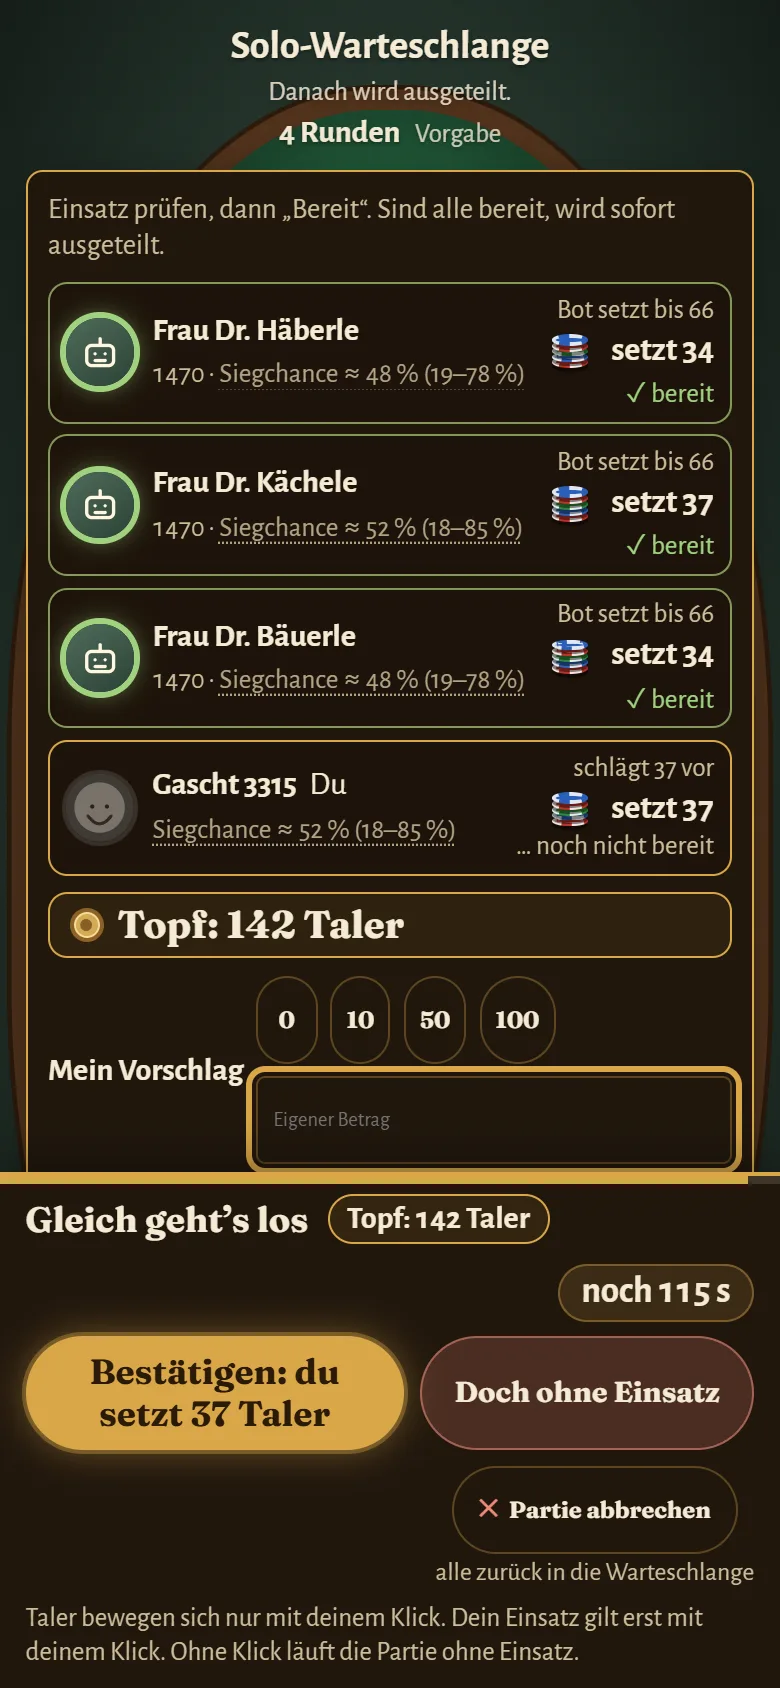 Solo-Warteschlange
Danach wird ausgeteilt.
4 Runden Vorgabe
Einsatz prüfen, dann „Bereit“. Sind alle bereit, wird sofort
ausgeteilt.
Frau Dr. Häberle
1470 · Siegchance ≈ 48 % (19–78 %)
Bot setzt bis 66
setzt 34
✓ bereit
Frau Dr. Kächele
1470 · Siegchance ≈ 52 % (18–85 %)
Bot setzt bis 66
setzt 37
✓ bereit
Frau Dr. Bäuerle
1470 · Siegchance ≈ 48 % (19–78 %)
Bot setzt bis 66
setzt 34
✓ bereit
Gascht 3315 Du
Siegchance ≈ 52 % (18–85 %)
schlägt 37 vor
setzt 37
... noch nicht bereit
Topf: 142 Taler
0 10 50 100
Mein Vorschlag
Eigener Betrag
Gleich geht’s los Topf: 142 Taler
noch 115 s
Bestätigen: du
setzt 37 Taler
Doch ohne Einsatz
✕ Partie abbrechen
alle zurück in die Warteschlange
Taler bewegen sich nur mit deinem Klick. Dein Einsatz gilt erst mit
deinem Klick. Ohne Klick läuft die Partie ohne Einsatz.